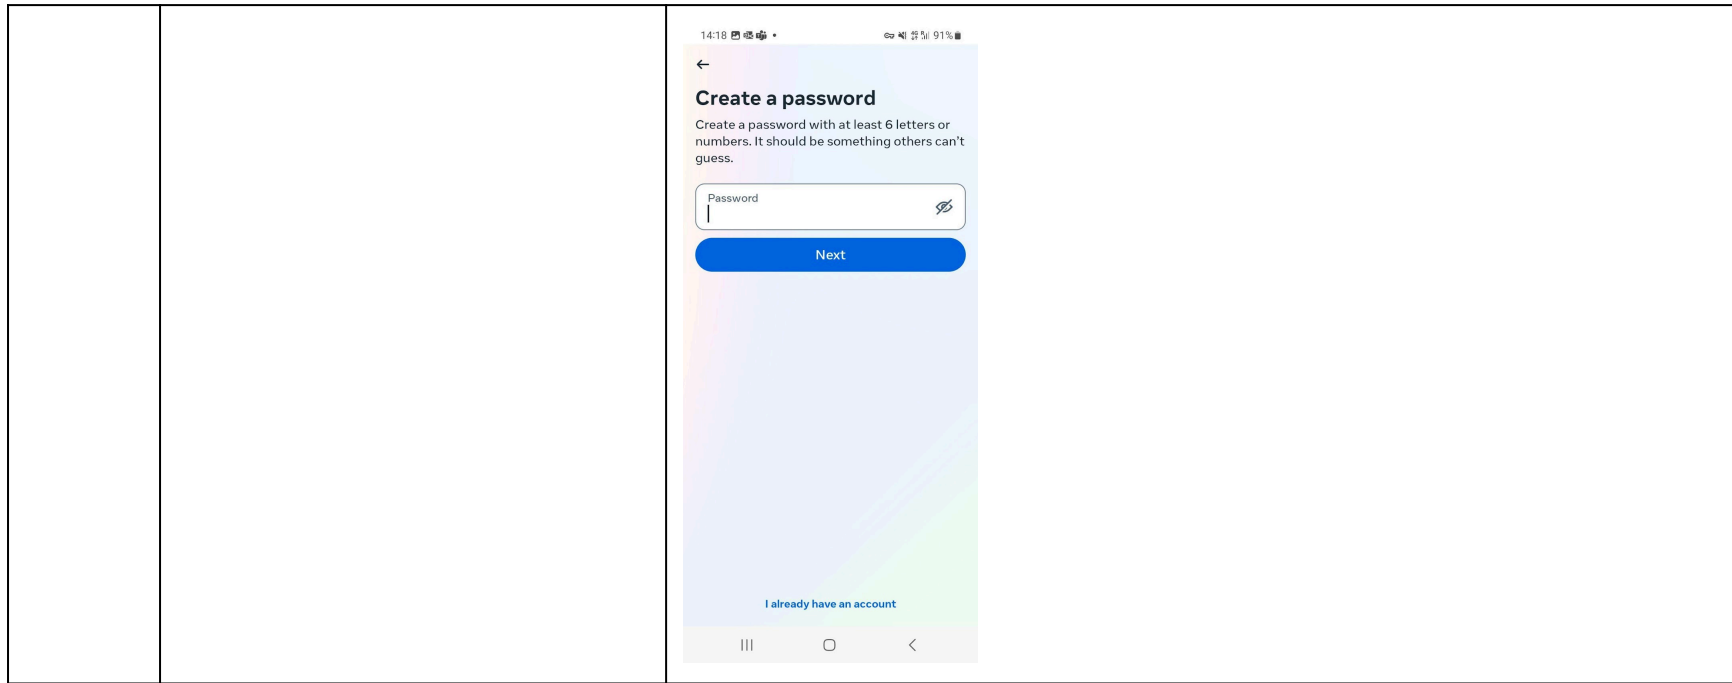 14:18 91%
Create a password
Create a password with at least 6 letters or
numbers. It should be something others can't
guess.
Password
Next
I already have an account